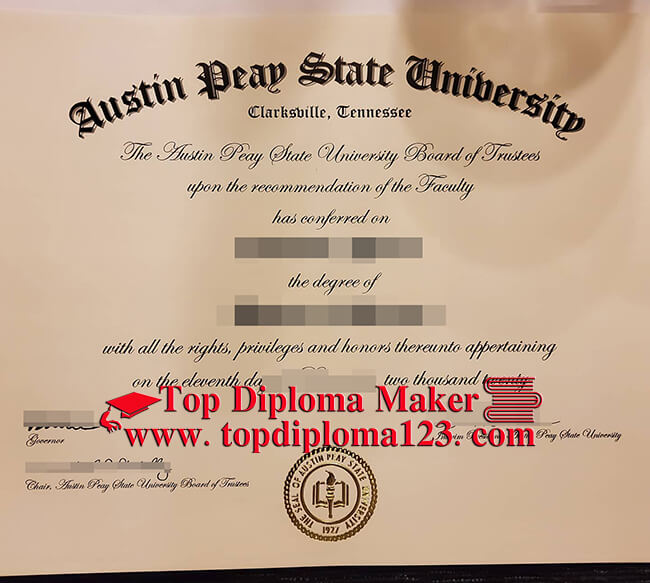 Austin Peay State University
Clarksville, Tennessee
The Austin Peay State University Board of Trustees
upon the recommendation of the Faculty
has conferred on
the degree of
with all the rights, privileges and honors thereunto appertaining
on the eleventh da two thousand twenty
Top Diploma Maker
www. topdiploma123. com
Governor
Peay State University
Chair, Austin Peay State University Board of Trustees
THE SEAL OF AUSTIN PEAY STATE UNIVERSITY
1927